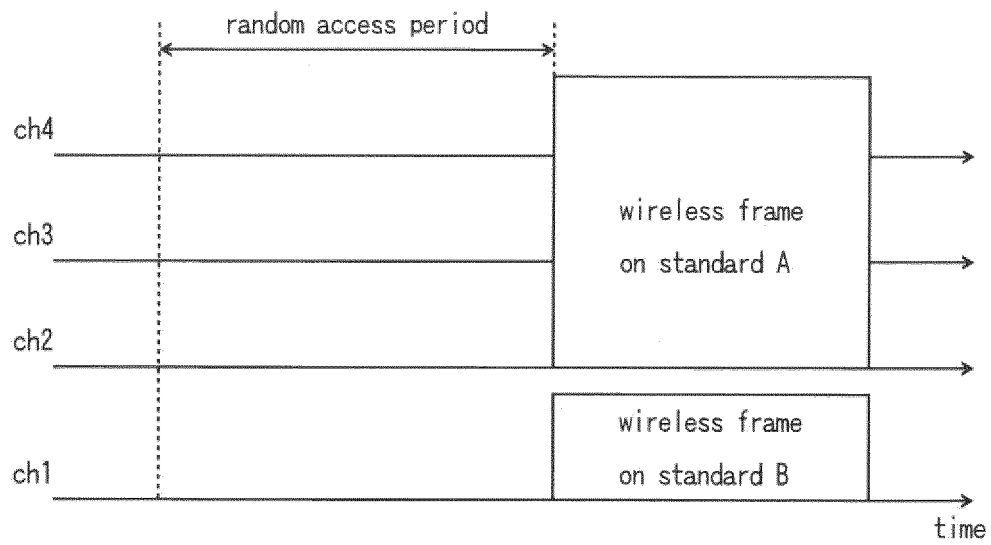 random access period
ch4
wireless frame
ch3
on standard A
ch2
wireless frame
on standard B
ch1
time